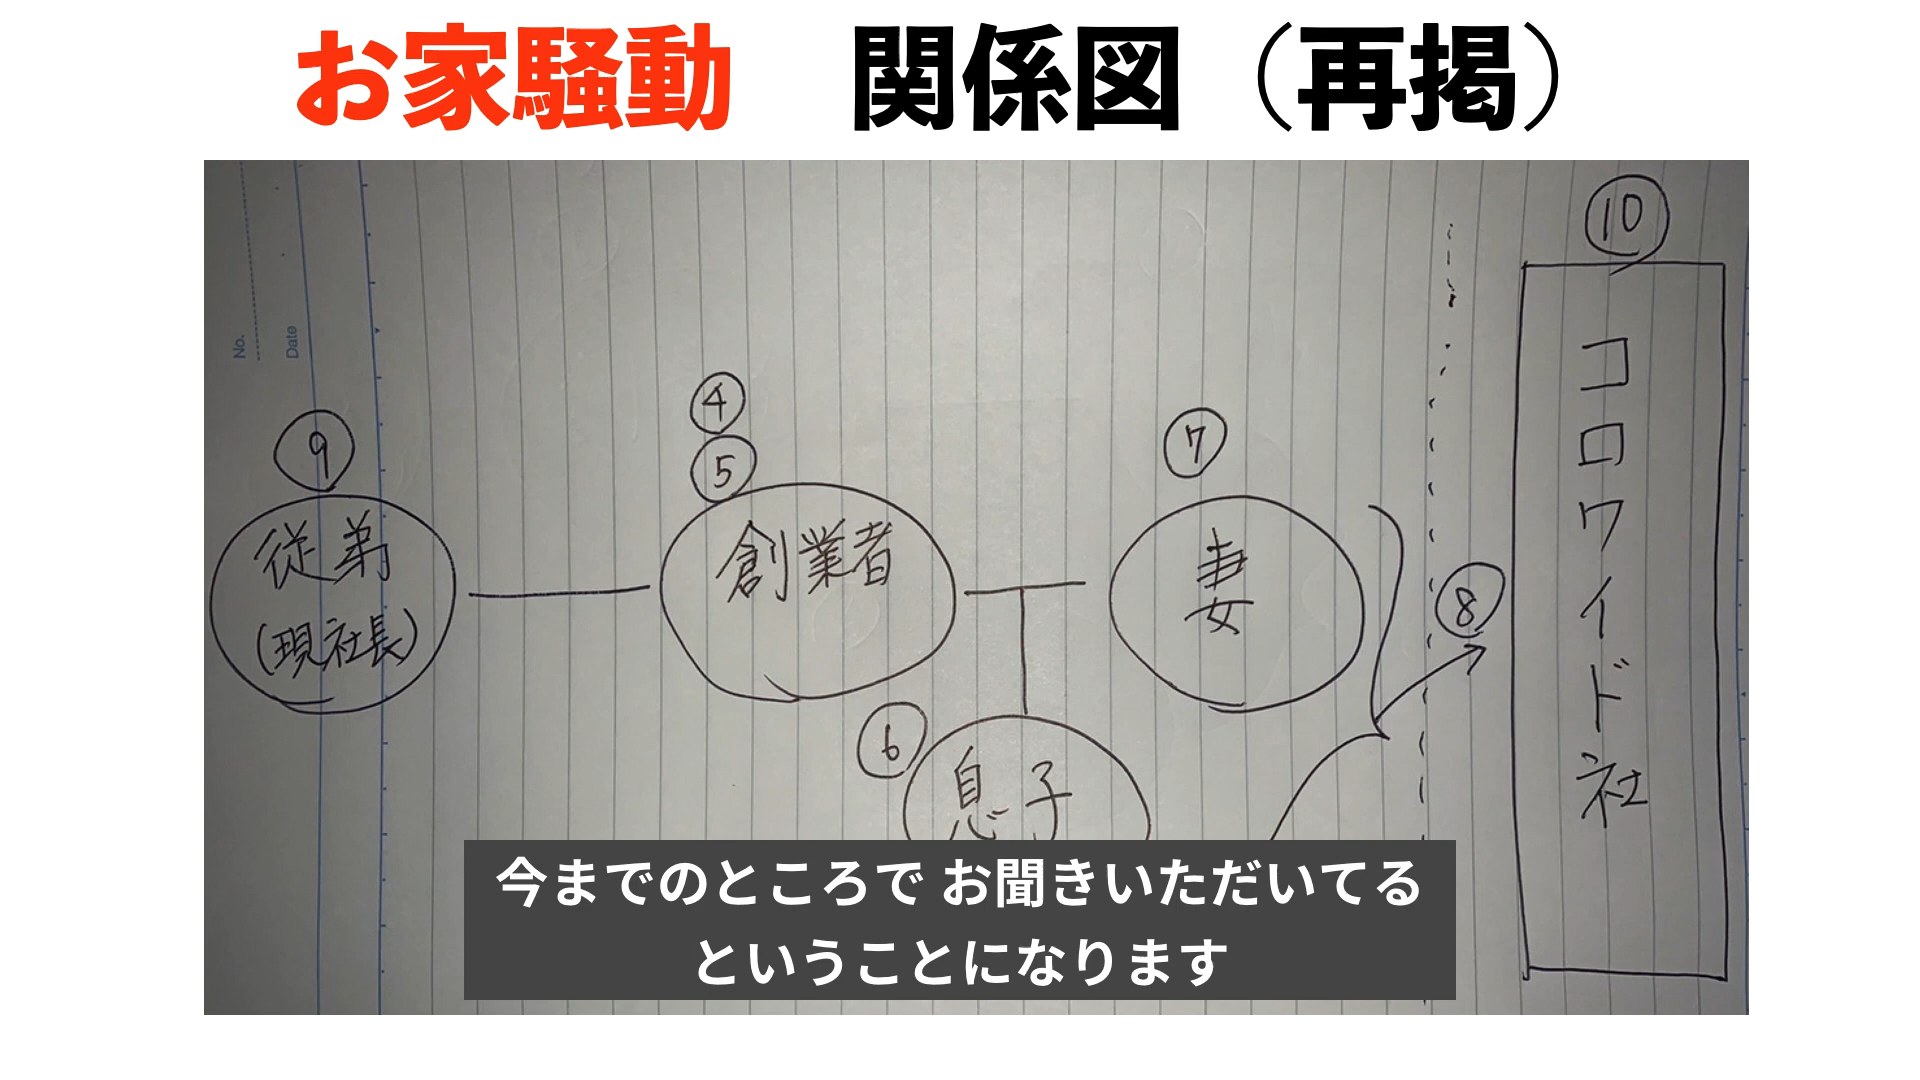 お家騒動 関係図（再掲）
No.
Date
⑩
コロワイド社
④
⑤
創業者
⑨
従弟
(現社長)
⑦
妻
⑧
⑥
息子
今までのところで お聞きいただいてる
ということになります